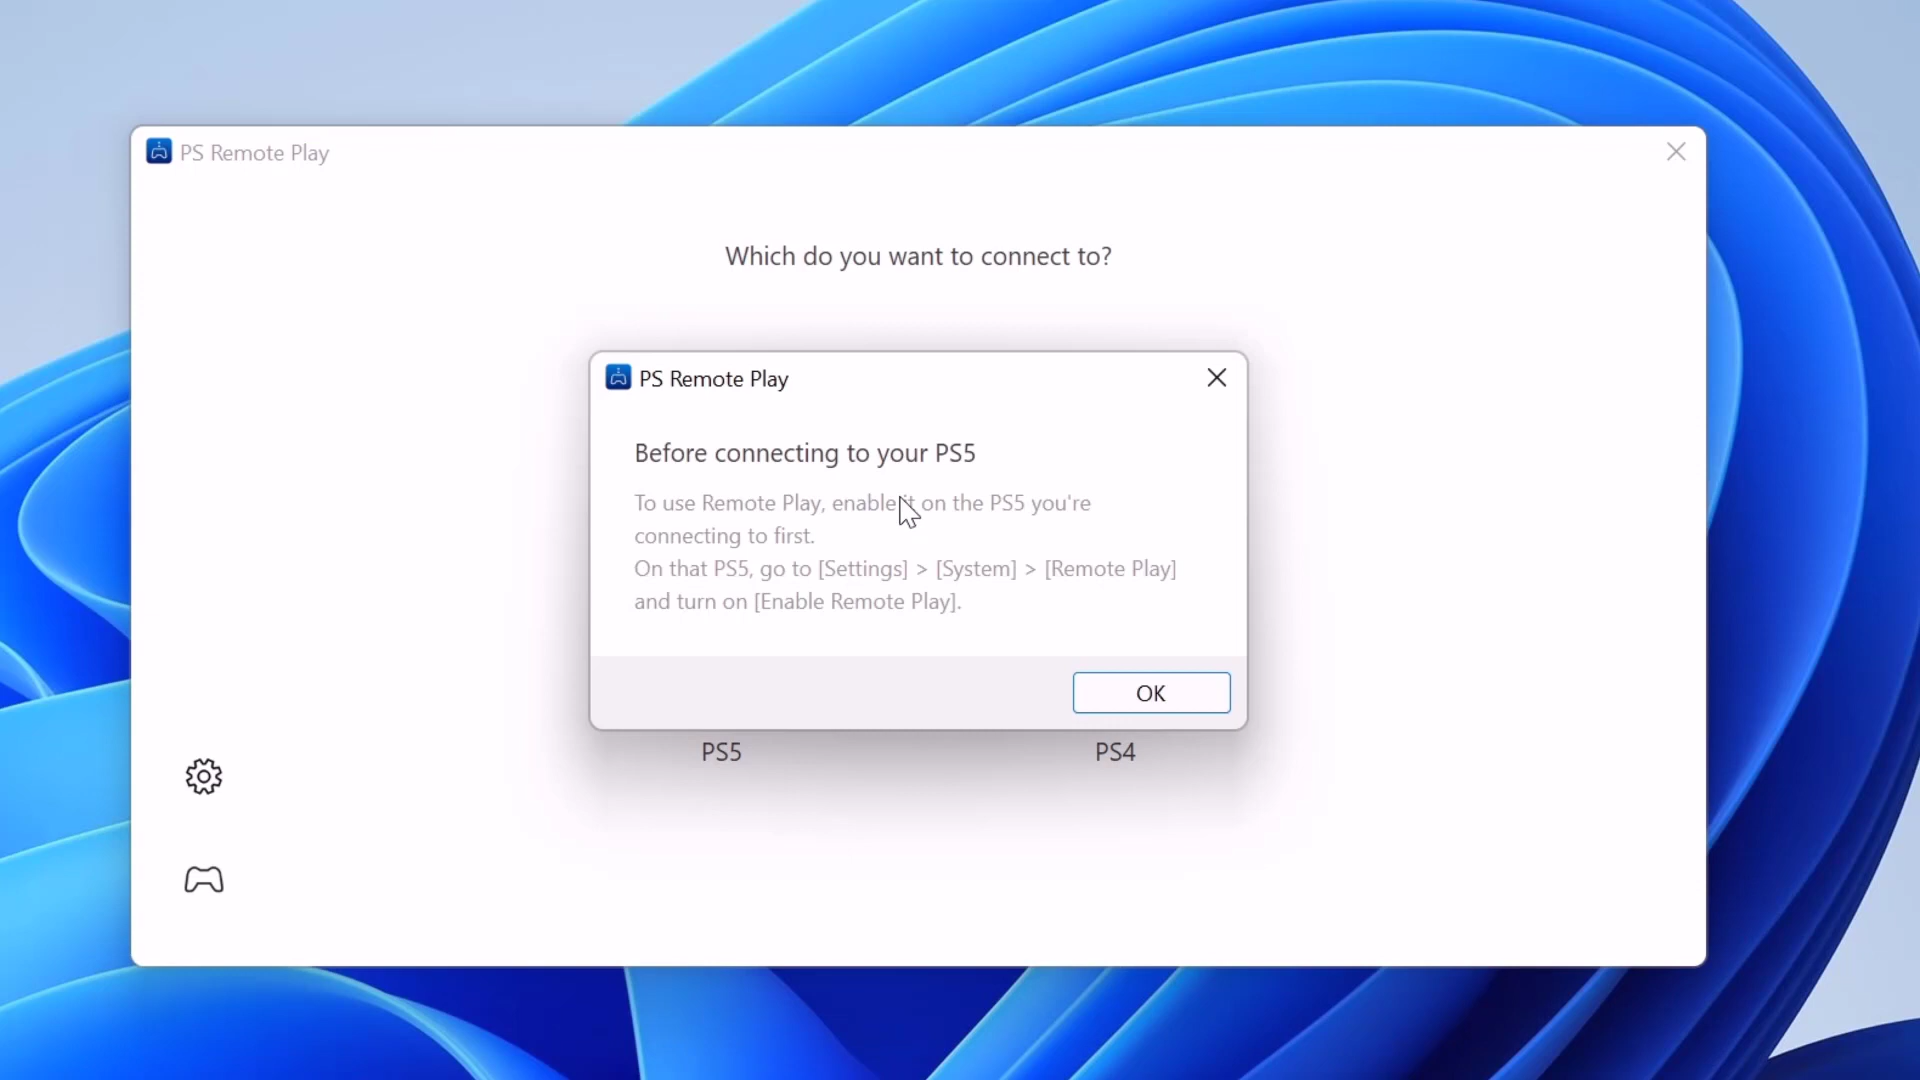 PS Remote Play
Which do you want to connect to?
PS Remote Play
Before connecting to your PS5
To use Remote Play, enable it on the PS5 you're
connecting to first.
On that PS5, go to [Settings] > [System] > [Remote Play]
and turn on [Enable Remote Play].
OK
PS5
PS4